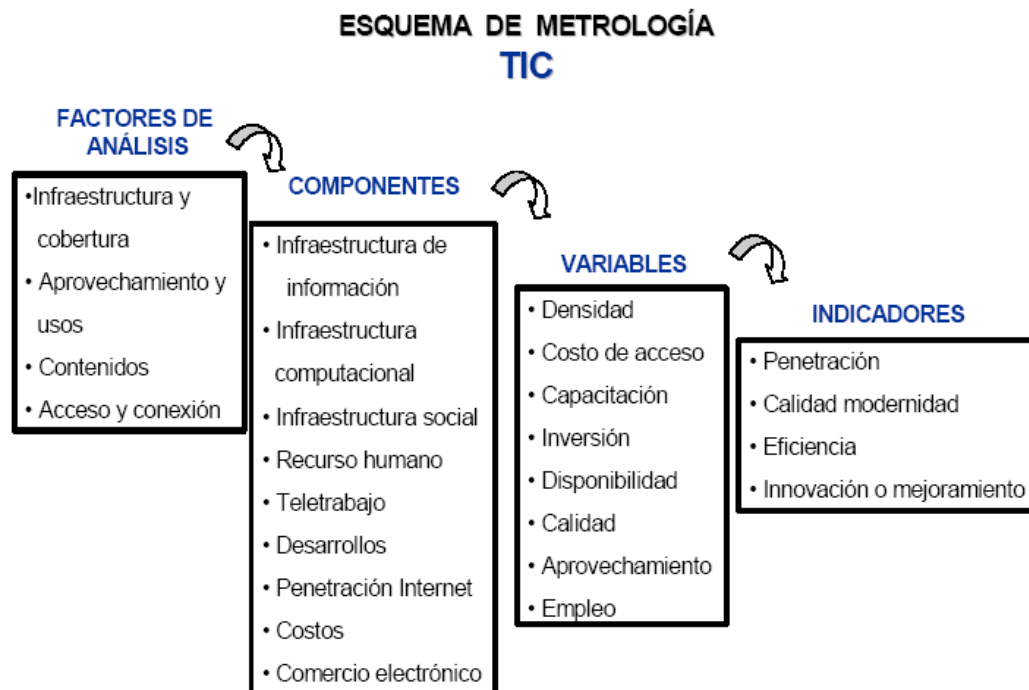 ESQUEMA DE METROLOGÍA
TIC
FACTORES DE
ANÁLISIS
•Infraestructura y
cobertura
• Aprovechamiento y
usos
• Contenidos
• Acceso y conexión
COMPONENTES
• Infraestructura de
información
• Infraestructura
computacional
• Infraestructura social
• Recurso humano
• Teletrabajo
• Desarrollos
• Penetración Internet
• Costos
• Comercio electrónico
VARIABLES
• Densidad
• Costo de acceso
• Capacitación
• Inversión
• Disponibilidad
• Calidad
• Aprovechamiento
• Empleo
INDICADORES
• Penetración
• Calidad modernidad
• Eficiencia
• Innovación o mejoramiento